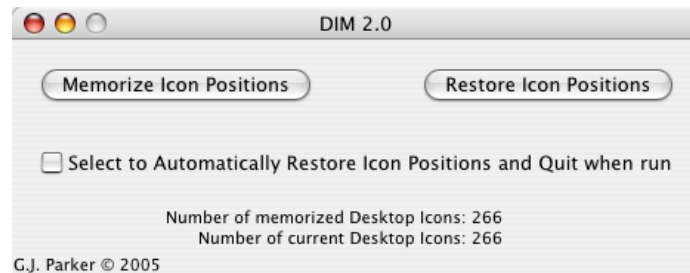 DIM 2.0
Memorize Icon Positions
Restore Icon Positions
Select to Automatically Restore Icon Positions and Quit when run
Number of memorized Desktop Icons: 266
Number of current Desktop Icons: 266
G.J. Parker © 2005